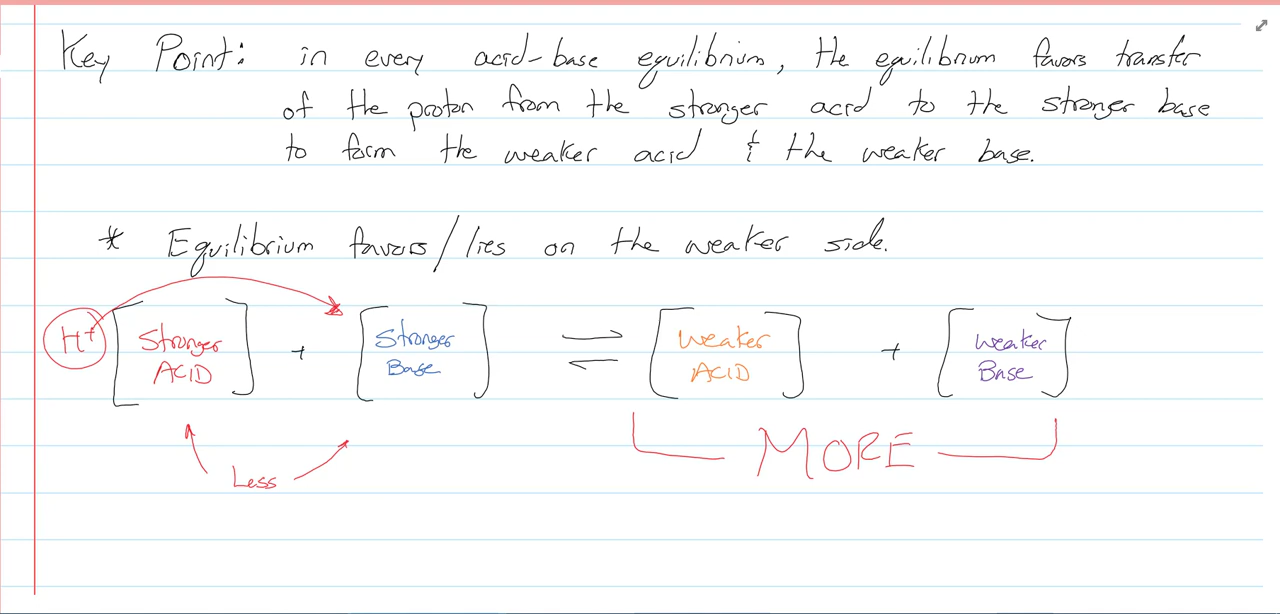 Key Point: in every acid-base equilibrium, the equilibrium favors transfer
of the proton from the stronger acid to the stronger base
to form the weaker acid & the weaker base.
* Equilibrium favors/lies on the weaker side.
H+ [Stronger ACID] + [Stronger Base] ⇌ [Weaker ACID] + [Weaker Base]
Less MORE